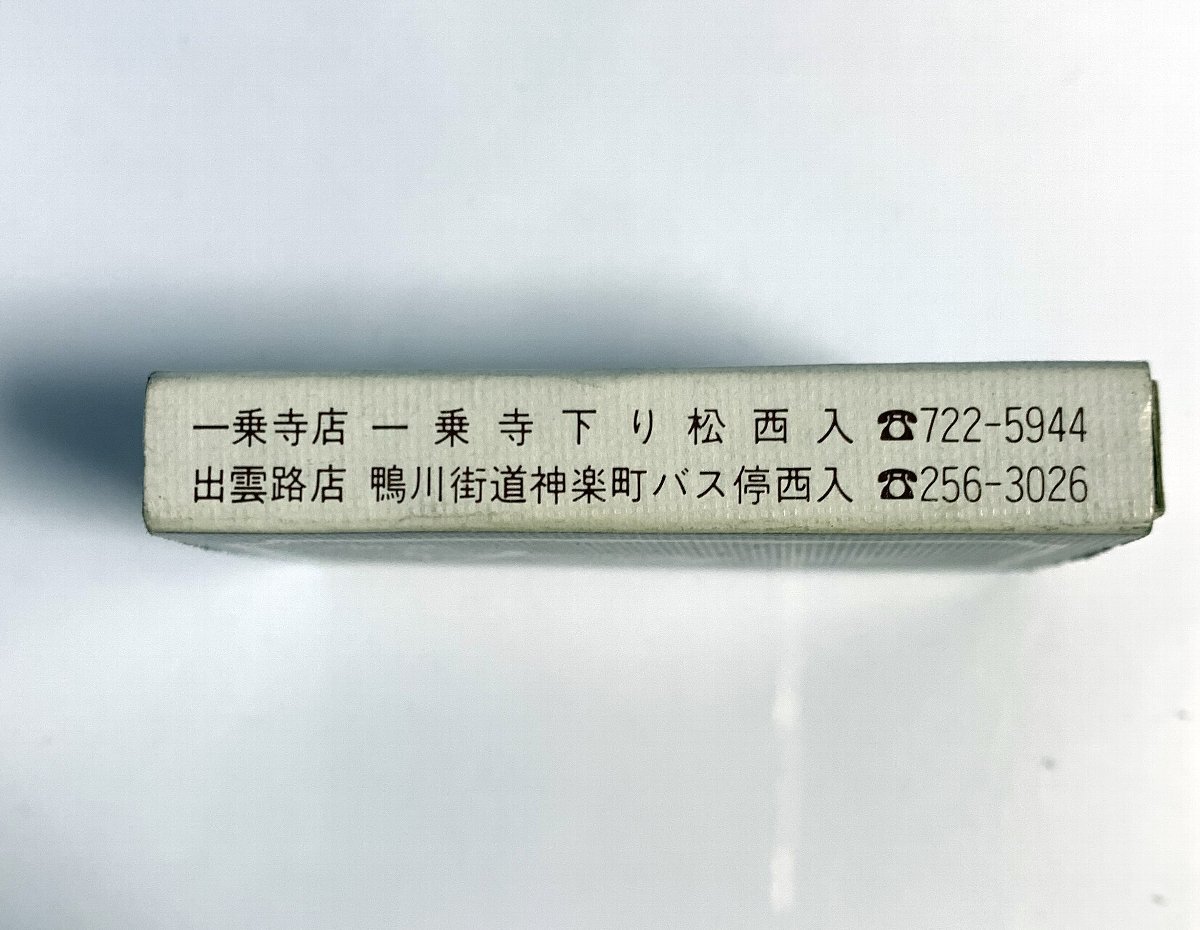 一乗寺店 一乗寺下り松西入 ☎722-5944
出雲路店 鴨川街道神楽町バス停西入 ☎256-3026